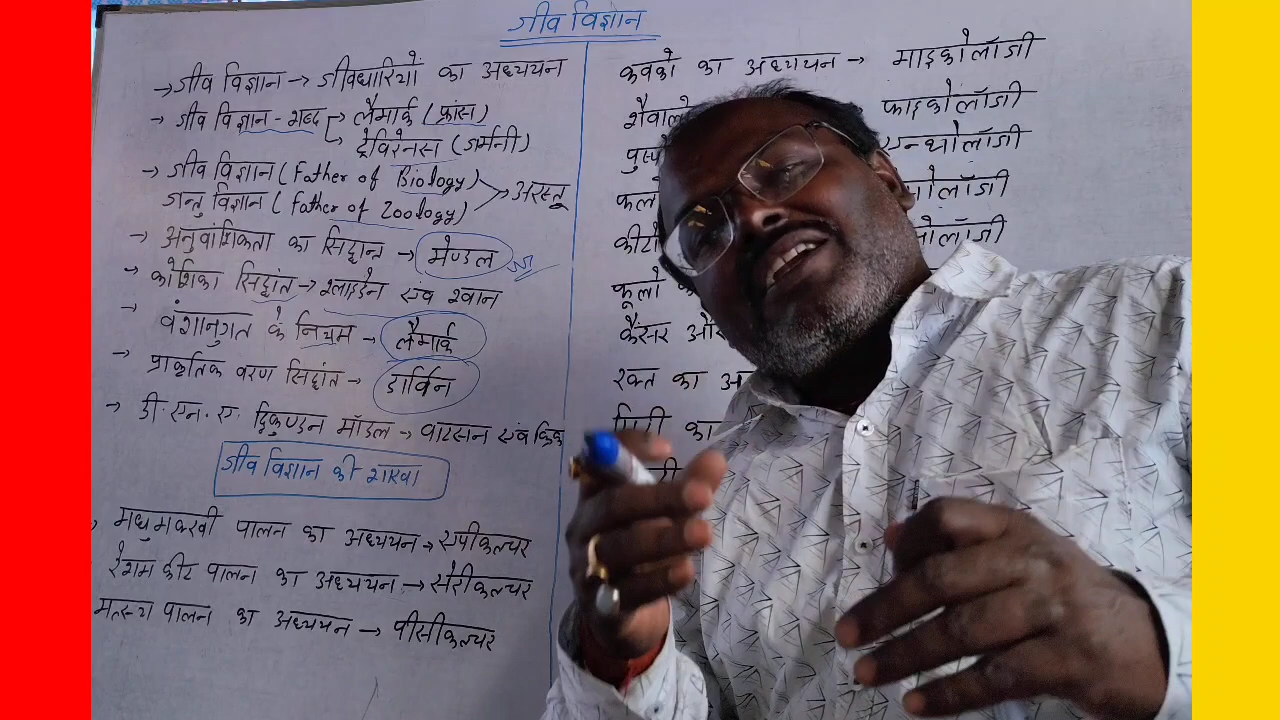 जीव विज्ञान
→ जीव विज्ञान → जीवधारियों का अध्ययन
→ जीव विज्ञान - शब्द → लैमार्क (फ्रांस)
→ ट्रेविरेनस (जर्मनी)
→ जीव विज्ञान (Father of Biology)
जन्तु विज्ञान (Father of Zoology) → अरस्तू
→ अनुवांशिकता का सिद्धान्त → मेण्डल
→ कोशिका सिद्धांत → श्लाइडेन एवं श्वान
→ वंशानुगत के नियम → लैमार्क
→ प्राकृतिक वरण सिद्धांत → डार्विन
→ डी. एन. ए. द्विकुण्डन मॉडल → वाटसन एवं क्रिक
जीव विज्ञान की शाखा
मधुमक्खी पालन का अध्ययन → एपीकल्चर
रेशम कीट पालन का अध्ययन → सेरीकल्चर
मत्स्य पालन का अध्ययन → पीसीकल्चर
कवको का अध्ययन → माइकोलॉजी
फाइकोलॉजी
एन्थोलॉजी
कैंसर और
रक्त का अ
का